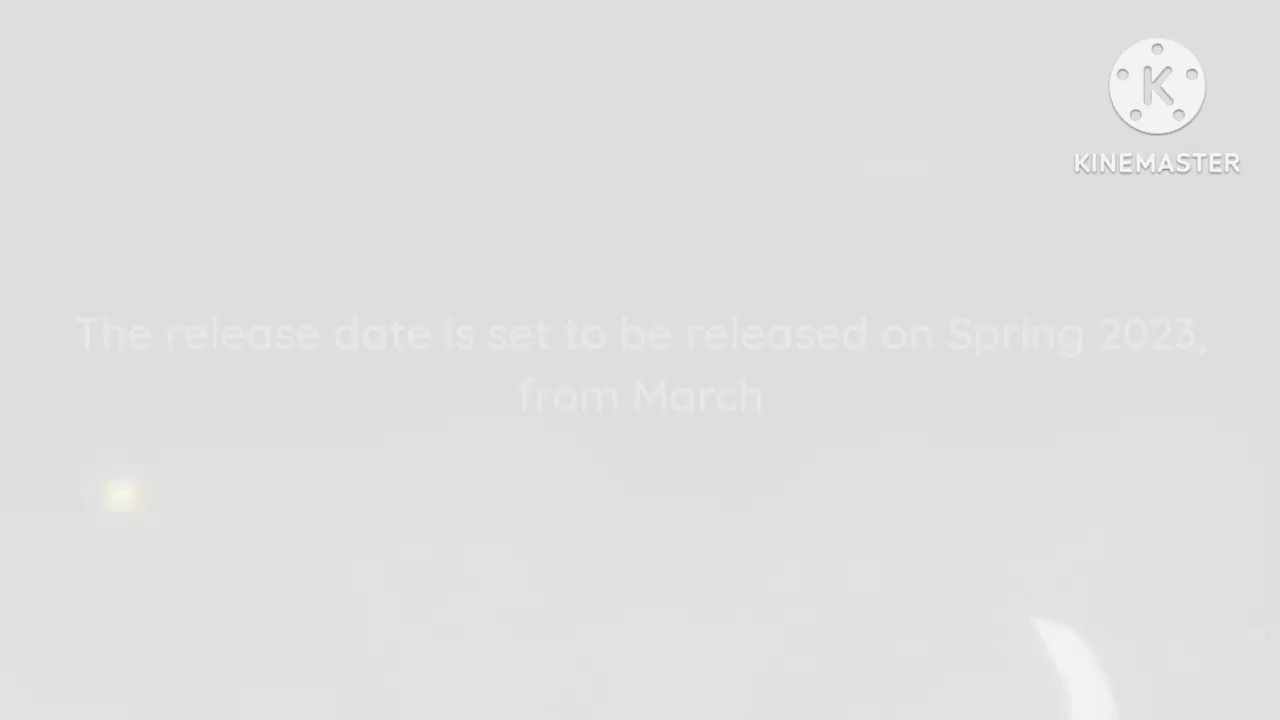 K
KINEMASTER
The release date is set to be released on Spring 2023,
from March